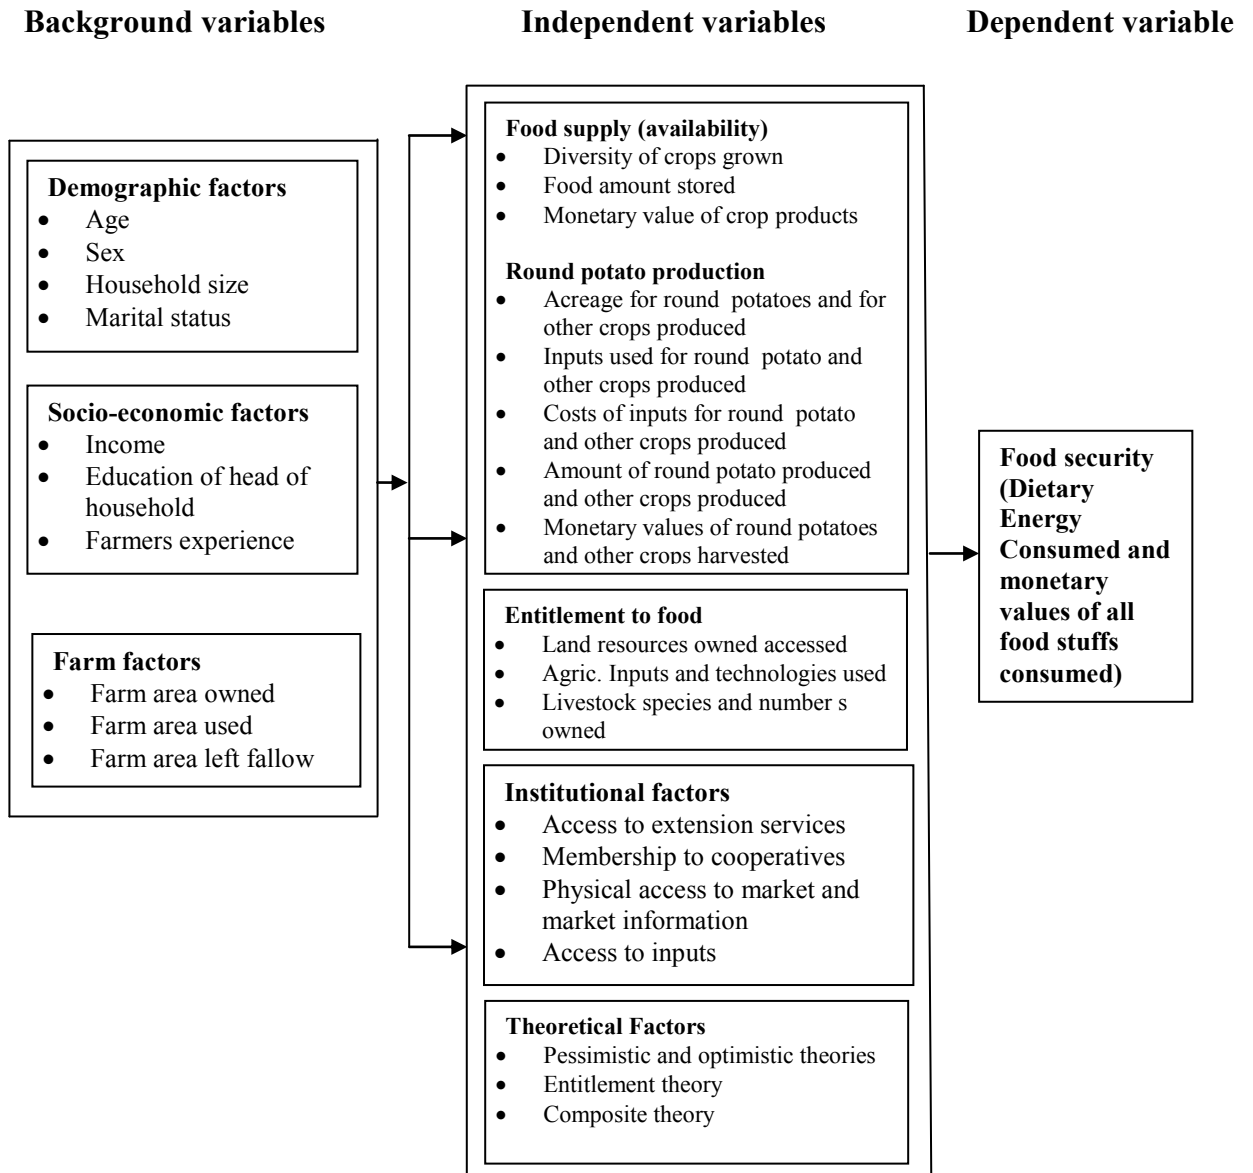 Background variables
Independent variables
Dependent variable
Demographic factors
• Age
• Sex
• Household size
• Marital status
Socio-economic factors
• Income
• Education of head of
household
• Farmers experience
Farm factors
• Farm area owned
• Farm area used
• Farm area left fallow
Food supply (availability)
• Diversity of crops grown
• Food amount stored
• Monetary value of crop products
Round potato production
• Acreage for round potatoes and for
other crops produced
• Inputs used for round potato and
other crops produced
• Costs of inputs for round potato
and other crops produced
• Amount of round potato produced
and other crops produced
• Monetary values of round potatoes
and other crops harvested
Entitlement to food
• Land resources owned accessed
• Agric. Inputs and technologies used
• Livestock species and number s
owned
Institutional factors
• Access to extension services
• Membership to cooperatives
• Physical access to market and
market information
• Access to inputs
Theoretical Factors
• Pessimistic and optimistic theories
• Entitlement theory
• Composite theory
Food security
(Dietary
Energy
Consumed and
monetary
values of all
food stuffs
consumed)